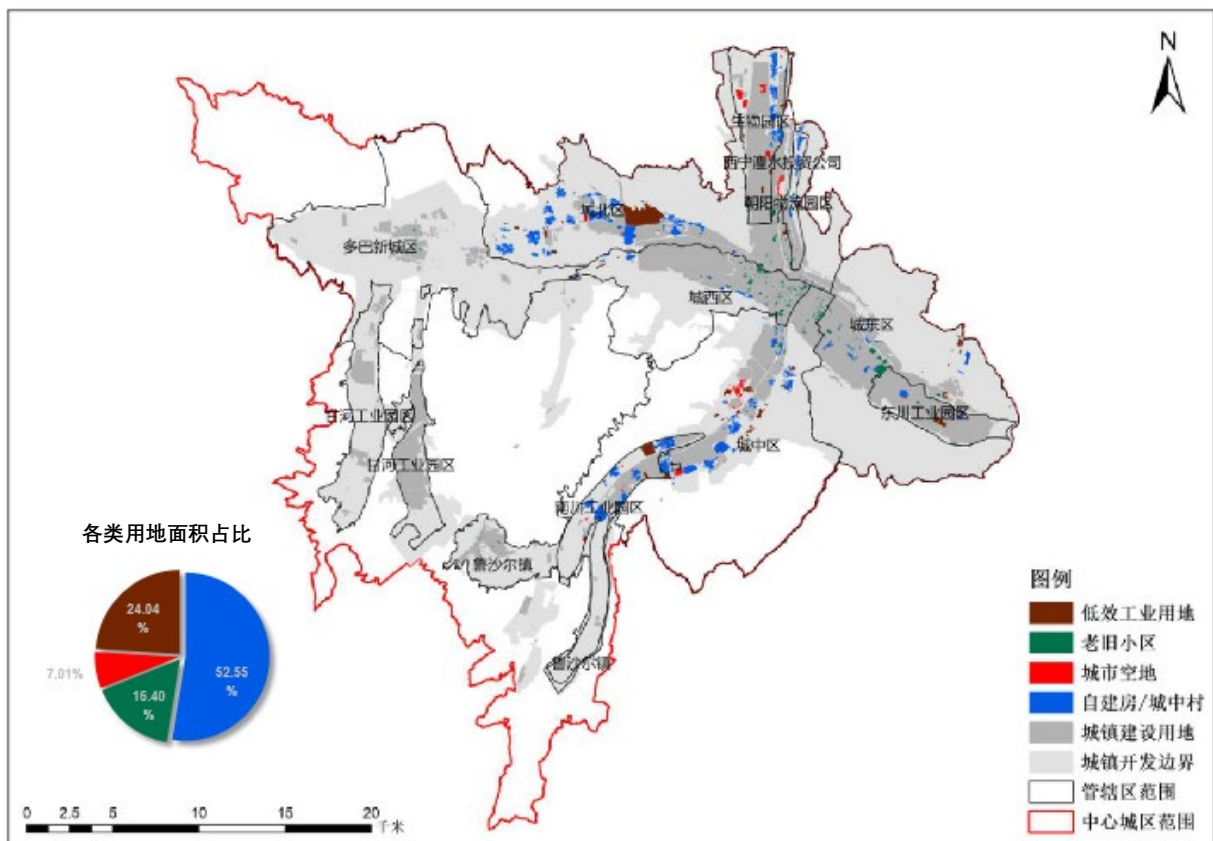 N
生物园区
西宁澧水投资公司
朝阳物流园区
城北区
多巴新城区
城西区
城东区
东川工业园区
甘河工业园区
甘河工业园区
城中区
南川工业园区
鲁沙尔镇
鲁沙尔镇
各类用地面积占比
24.04
%
7.01%
52.55
%
16.40
%
0 2.5 5 10 15 20
千米
图例
低效工业用地
老旧小区
城市空地
自建房/城中村
城镇建设用地
城镇开发边界
管辖区范围
中心城区范围